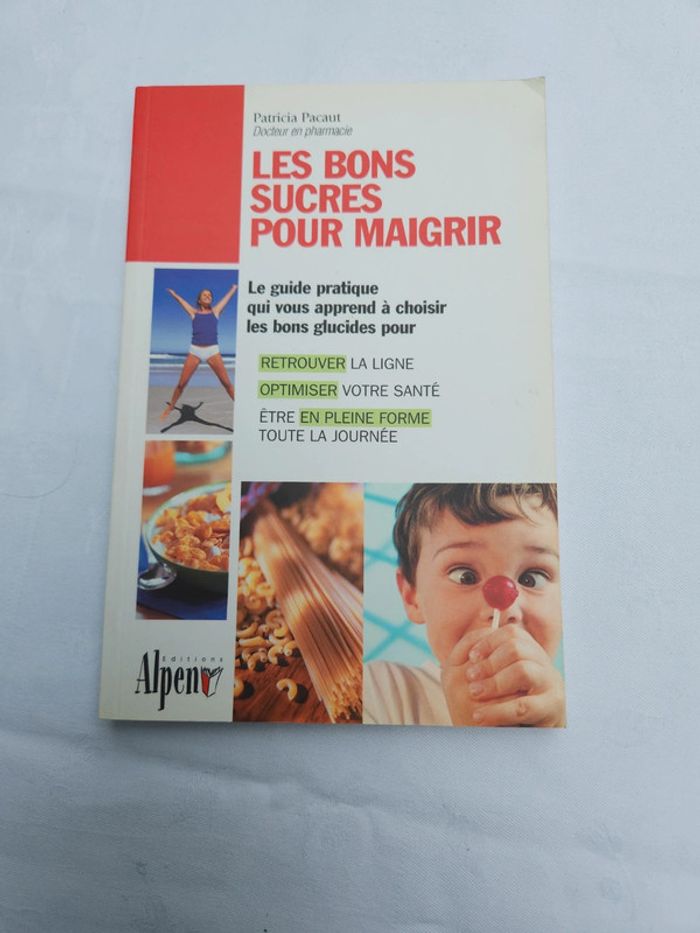 Patricia Pacaut
Docteur en pharmacie
LES BONS
SUCRES
POUR MAIGRIR
Le guide pratique
qui vous apprend à choisir
les bons glucides pour
RETROUVER LA LIGNE
OPTIMISER VOTRE SANTÉ
ÊTRE EN PLEINE FORME
TOUTE LA JOURNÉE
Editions
Alpen